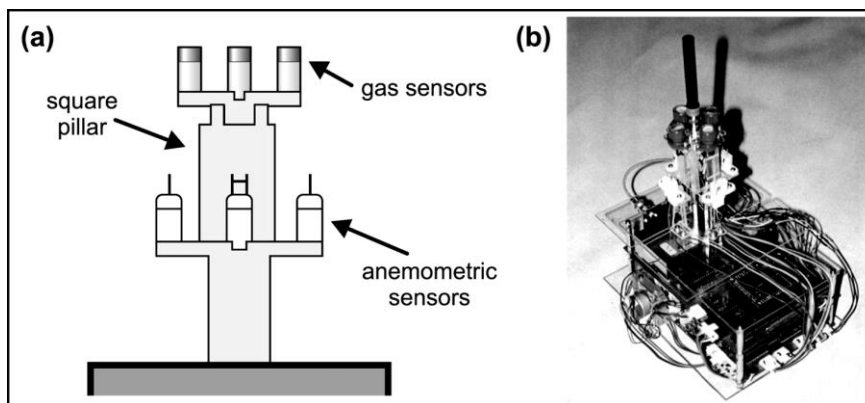 (a)
gas sensors
square
pillar
anemometric
sensors
(b)